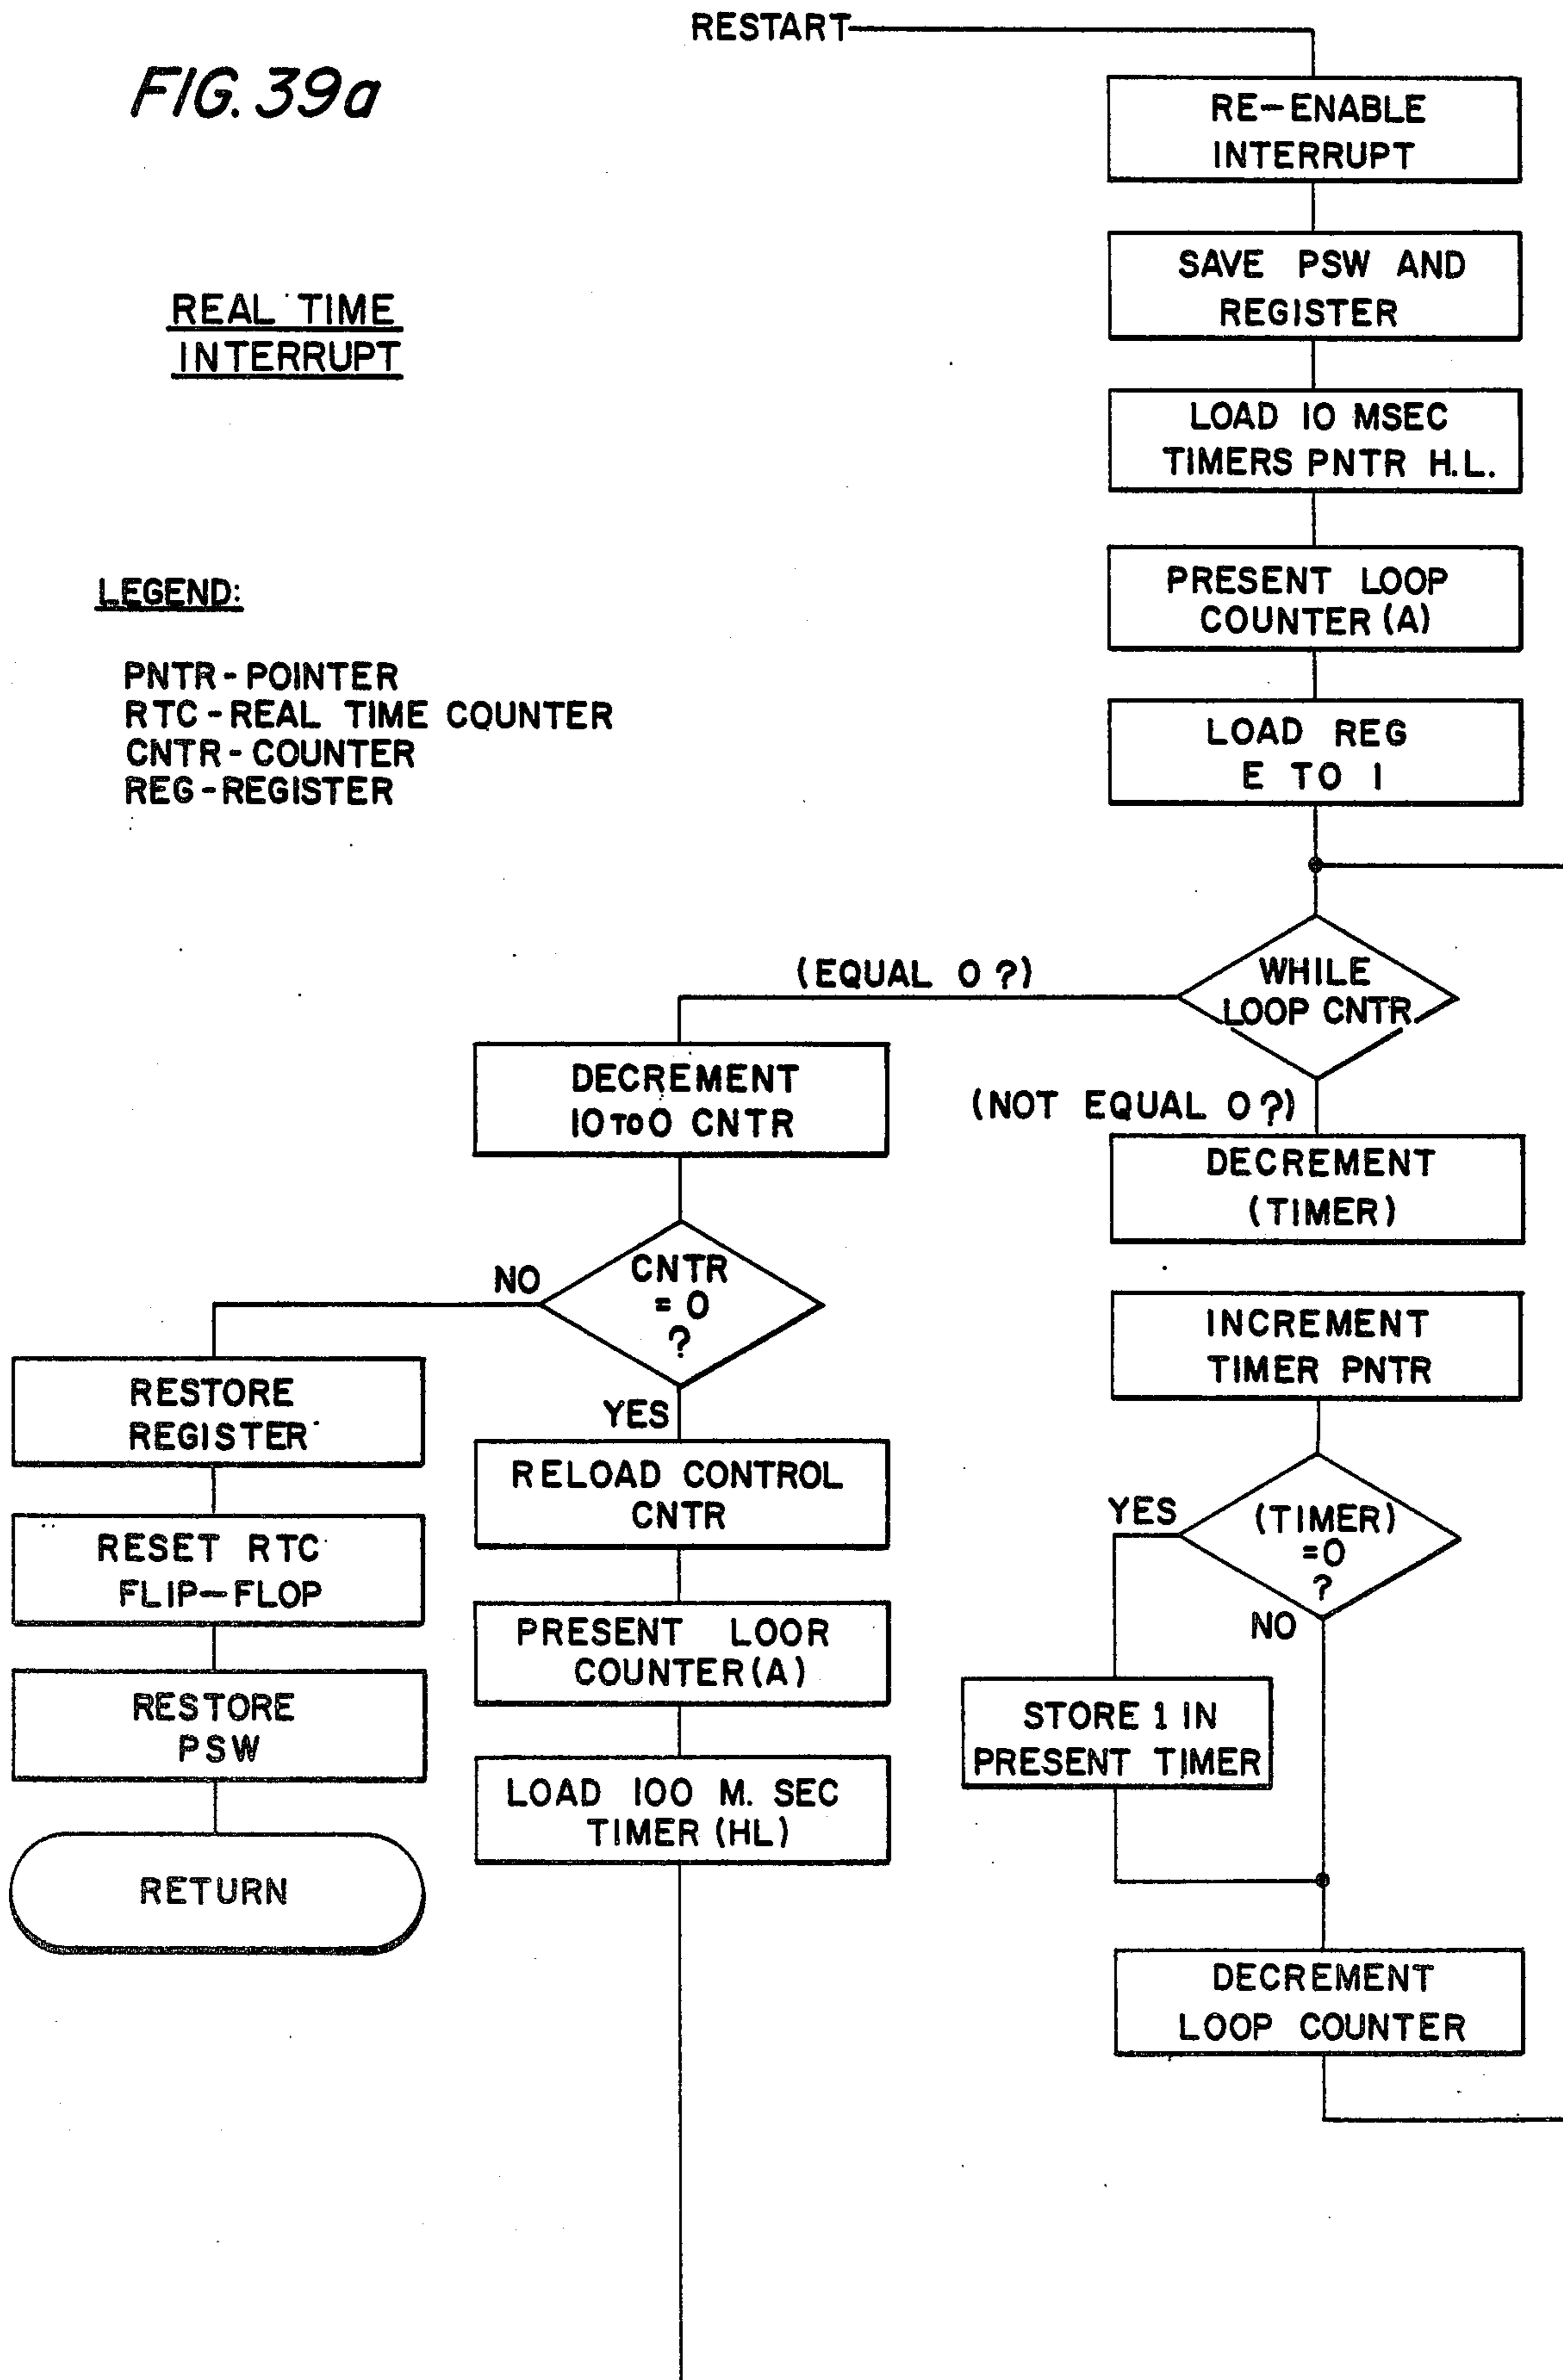 RESTART
FIG. 39a
REAL TIME
INTERRUPT
LEGEND:
PNTR - POINTER
RTC - REAL TIME COUNTER
CNTR - COUNTER
REG - REGISTER
RE-ENABLE
INTERRUPT
SAVE PSW AND
REGISTER
LOAD 10 MSEC
TIMERS PNTR H.L.
PRESENT LOOP
COUNTER (A)
LOAD REG
E TO 1
WHILE
LOOP CNTR.
(EQUAL 0 ?)
(NOT EQUAL 0 ?)
DECREMENT
10 TO 0 CNTR
CNTR
= 0
?
NO
YES
RESTORE
REGISTER
RESET RTC
FLIP-FLOP
RESTORE
PSW
RETURN
RELOAD CONTROL
CNTR
PRESENT LOOR
COUNTER (A)
LOAD 100 M. SEC
TIMER (HL)
DECREMENT
(TIMER)
INCREMENT
TIMER PNTR
(TIMER)
=0
?
YES
NO
STORE 1 IN
PRESENT TIMER
DECREMENT
LOOP COUNTER